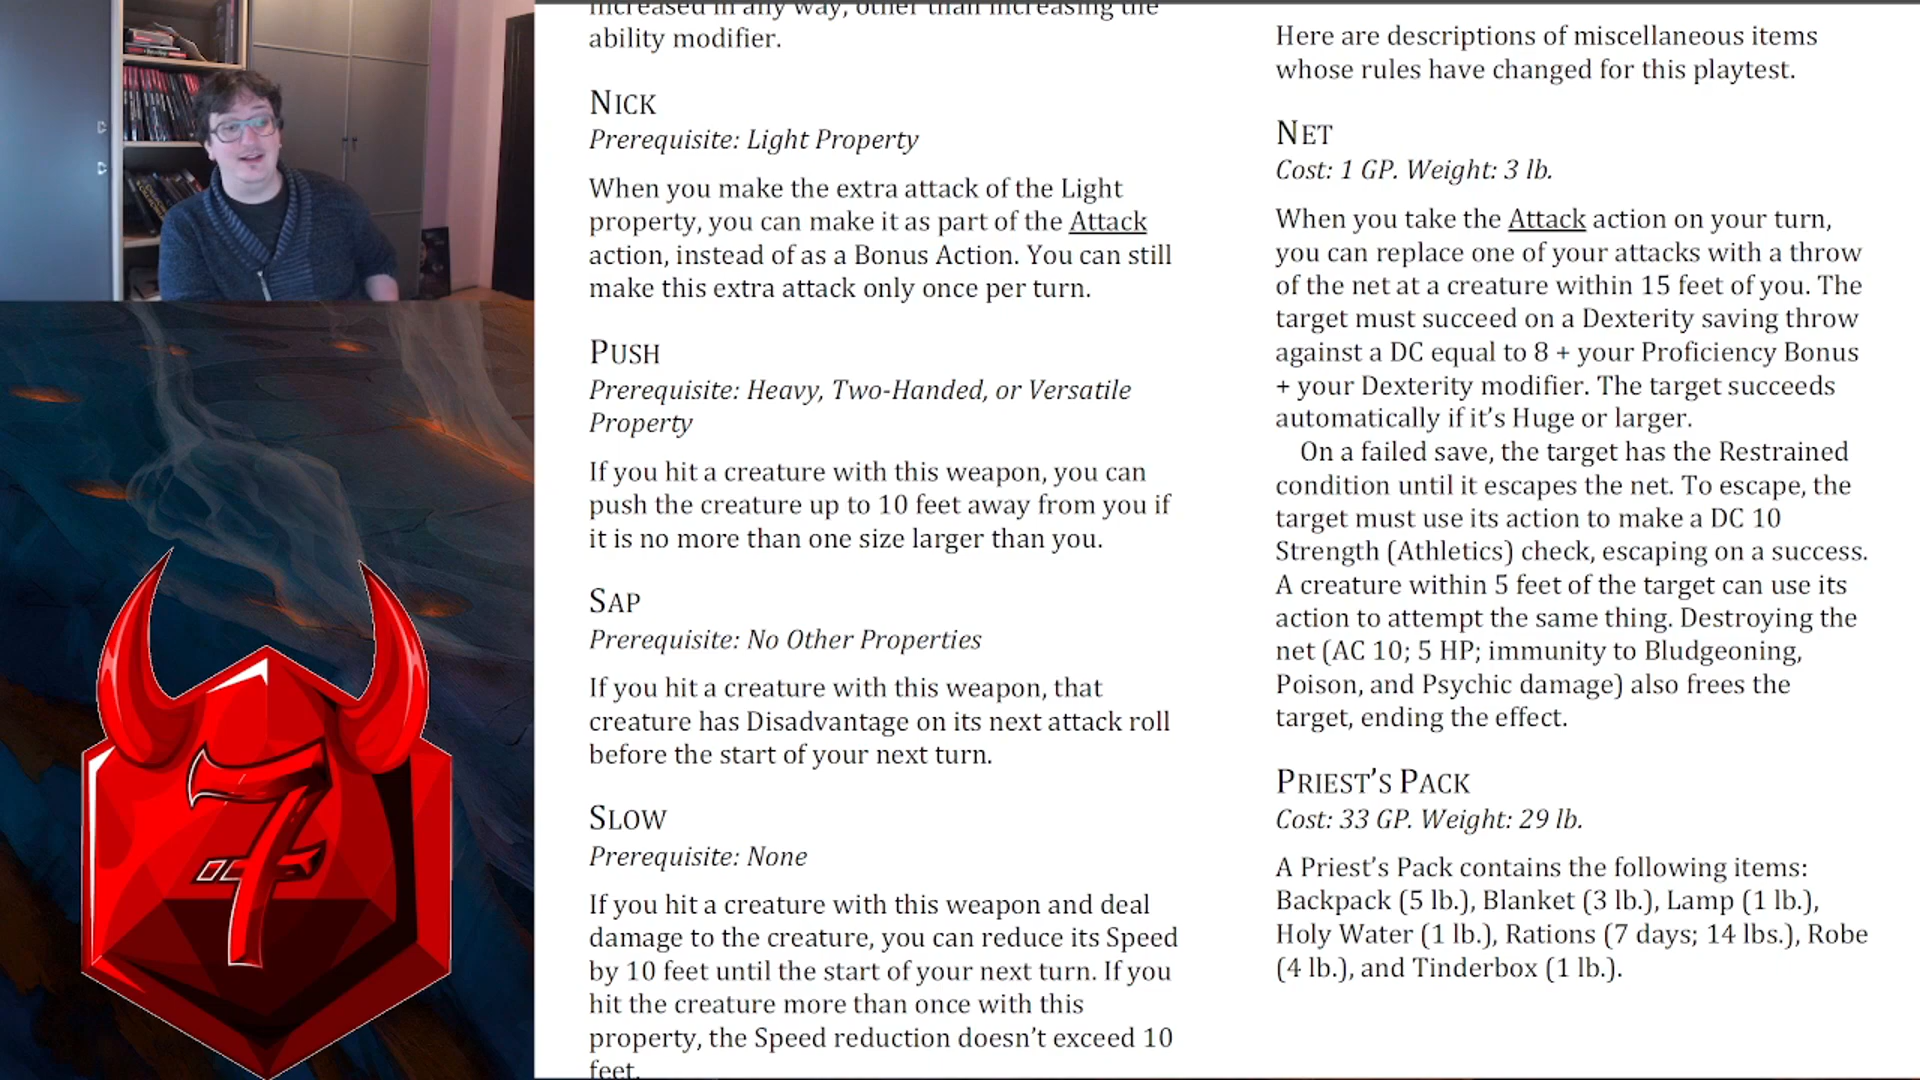 increased in any way, other than increasing the
ability modifier.
NICK
Prerequisite: Light Property
When you make the extra attack of the Light
property, you can make it as part of the Attack
action, instead of as a Bonus Action. You can still
make this extra attack only once per turn.
PUSH
Prerequisite: Heavy, Two-Handed, or Versatile
Property
If you hit a creature with this weapon, you can
push the creature up to 10 feet away from you if
it is no more than one size larger than you.
SAP
Prerequisite: No Other Properties
If you hit a creature with this weapon, that
creature has Disadvantage on its next attack roll
before the start of your next turn.
SLOW
Prerequisite: None
If you hit a creature with this weapon and deal
damage to the creature, you can reduce its Speed
by 10 feet until the start of your next turn. If you
hit the creature more than once with this
property, the Speed reduction doesn't exceed 10
feet.
Here are descriptions of miscellaneous items
whose rules have changed for this playtest.
NET
Cost: 1 GP. Weight: 3 lb.
When you take the Attack action on your turn,
you can replace one of your attacks with a throw
of the net at a creature within 15 feet of you. The
target must succeed on a Dexterity saving throw
against a DC equal to 8 + your Proficiency Bonus
+ your Dexterity modifier. The target succeeds
automatically if it's Huge or larger.
On a failed save, the target has the Restrained
condition until it escapes the net. To escape, the
target must use its action to make a DC 10
Strength (Athletics) check, escaping on a success.
A creature within 5 feet of the target can use its
action to attempt the same thing. Destroying the
net (AC 10; 5 HP; immunity to Bludgeoning,
Poison, and Psychic damage) also frees the
target, ending the effect.
PRIEST'S PACK
Cost: 33 GP. Weight: 29 lb.
A Priest's Pack contains the following items:
Backpack (5 lb.), Blanket (3 lb.), Lamp (1 lb.),
Holy Water (1 lb.), Rations (7 days; 14 lbs.), Robe
(4 lb.), and Tinderbox (1 lb.).
7